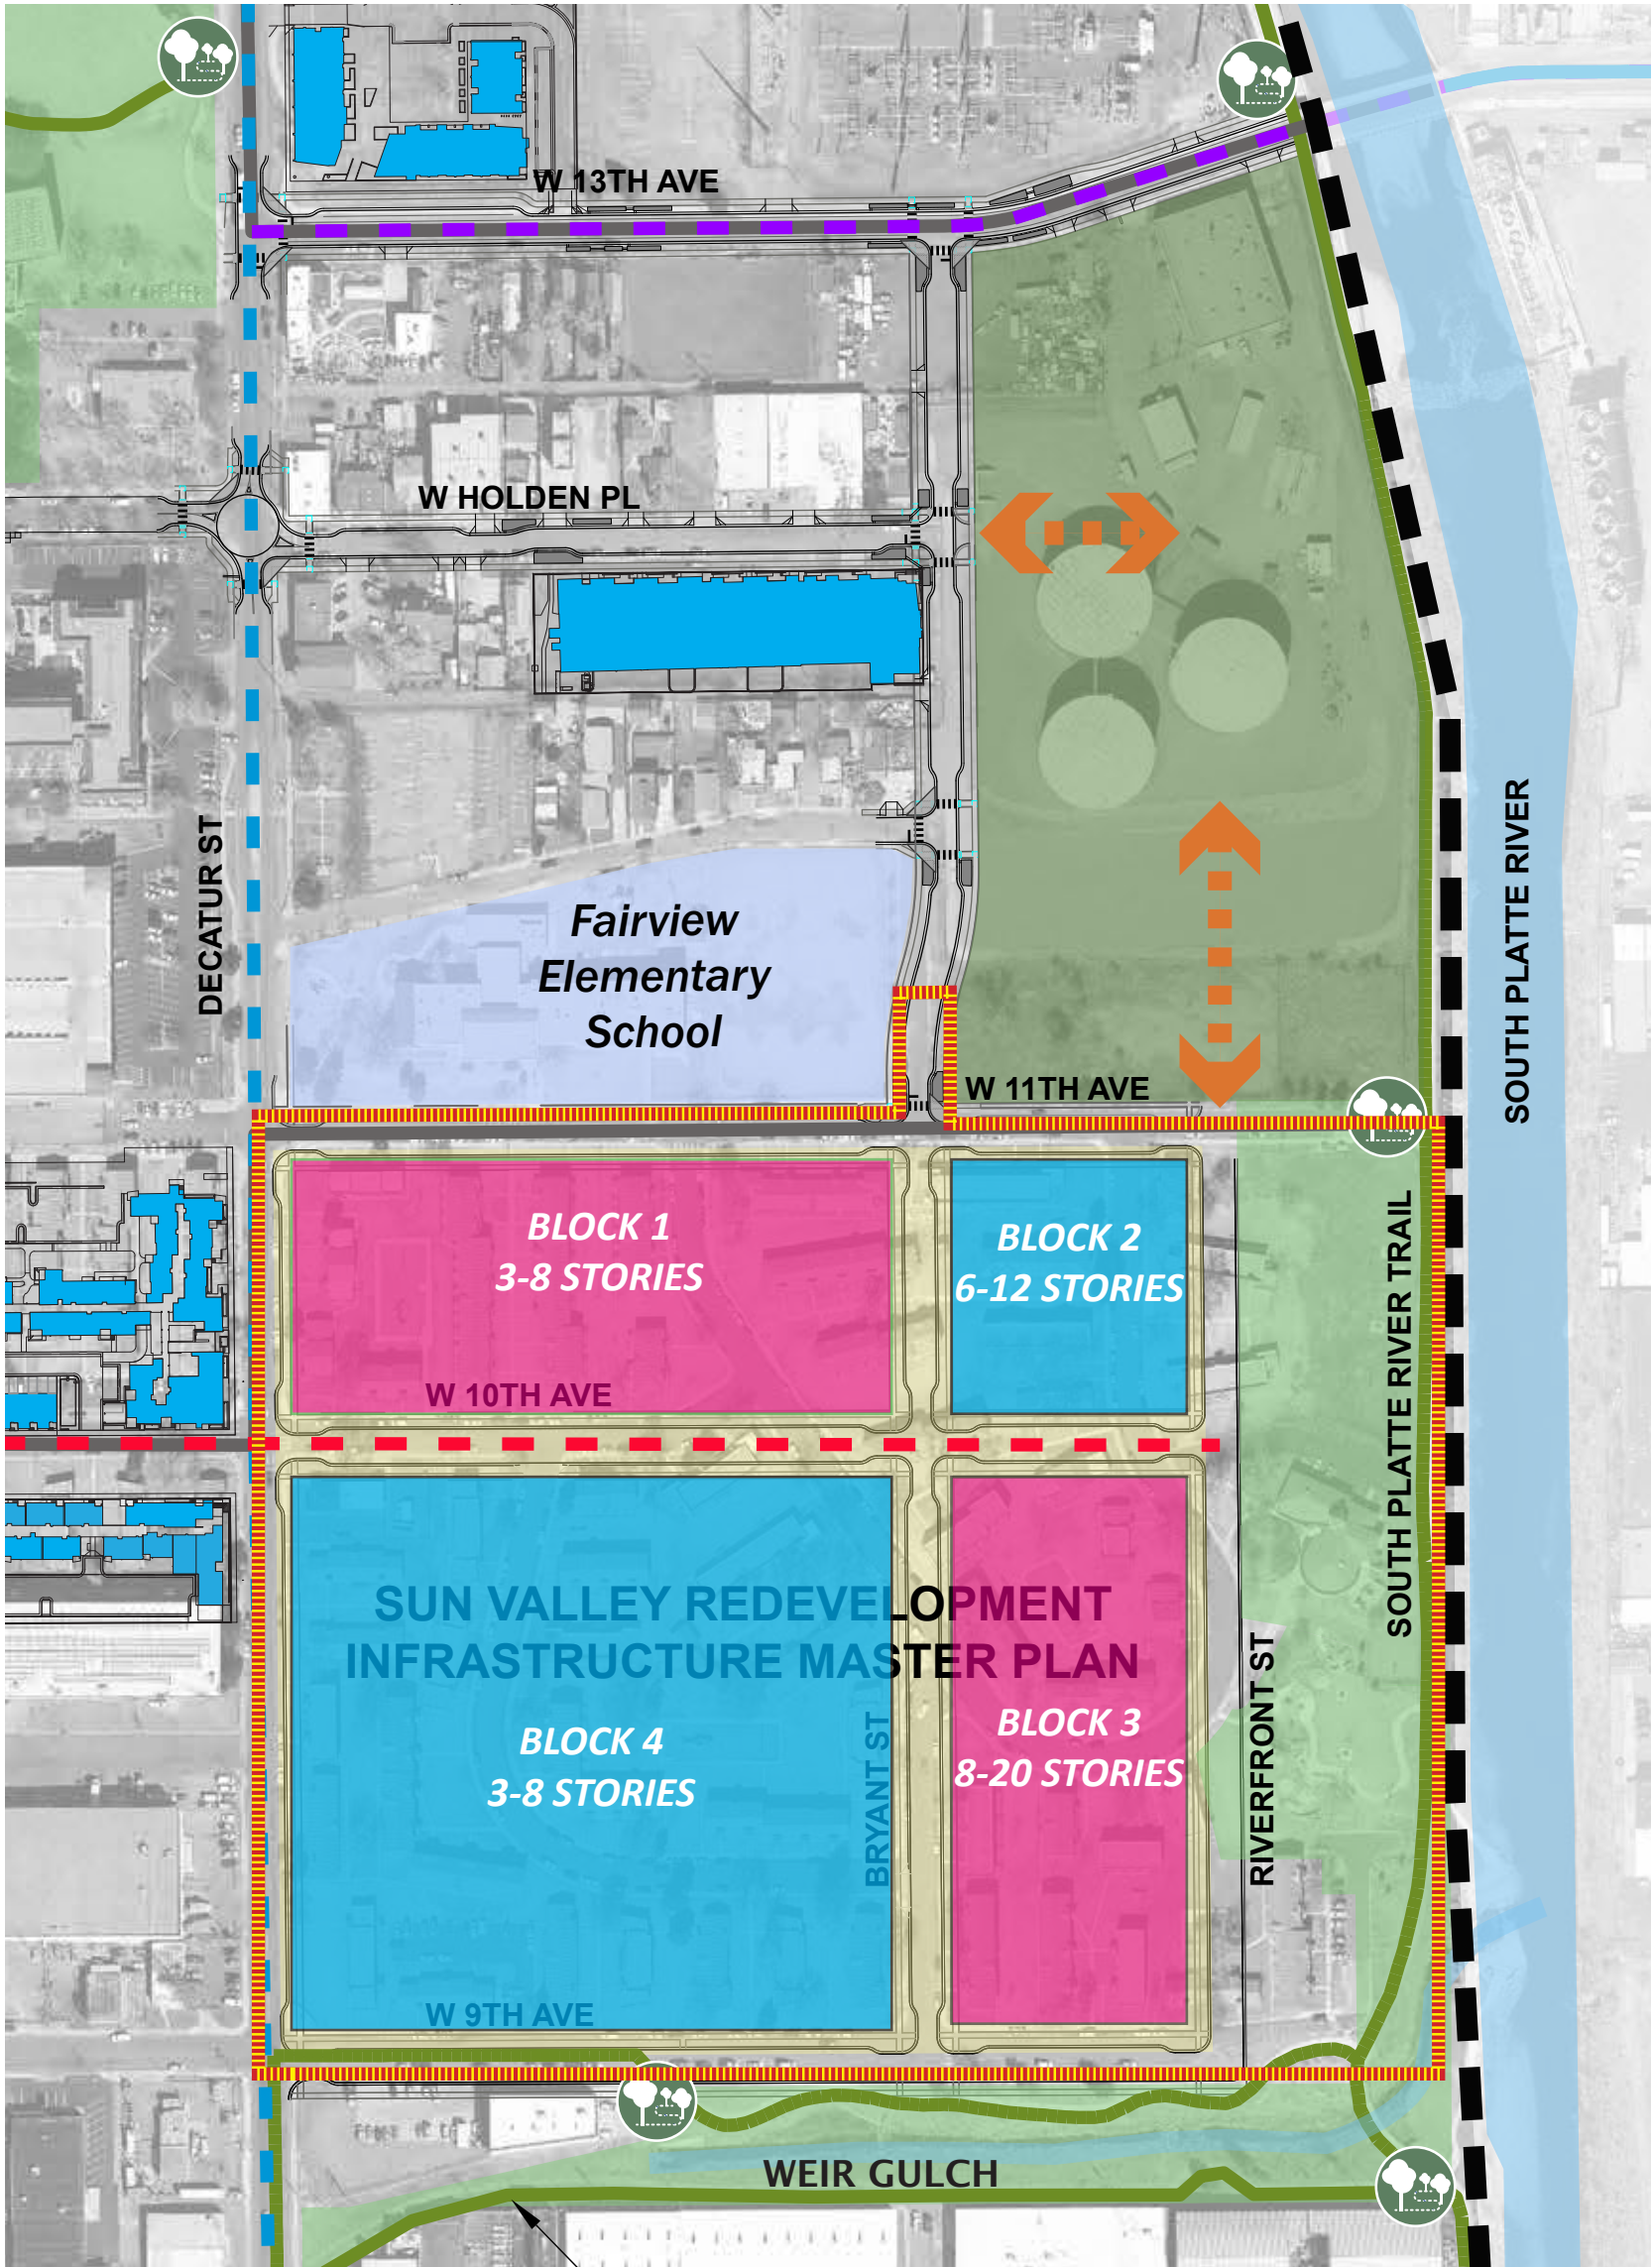 W 13TH AVE
W HOLDEN PL
DECATUR ST
Fairview
Elementary
School
SOUTH PLATTE RIVER
W 11TH AVE
BLOCK 1
3-8 STORIES
BLOCK 2
6-12 STORIES
W 10TH AVE
SOUTH PLATTE RIVER TRAIL
SUN VALLEY REDEVELOPMENT
INFRASTRUCTURE MASTER PLAN
BLOCK 4
3-8 STORIES
BRYANT ST
BLOCK 3
8-20 STORIES
RIVERFRONT ST
W 9TH AVE
WEIR GULCH